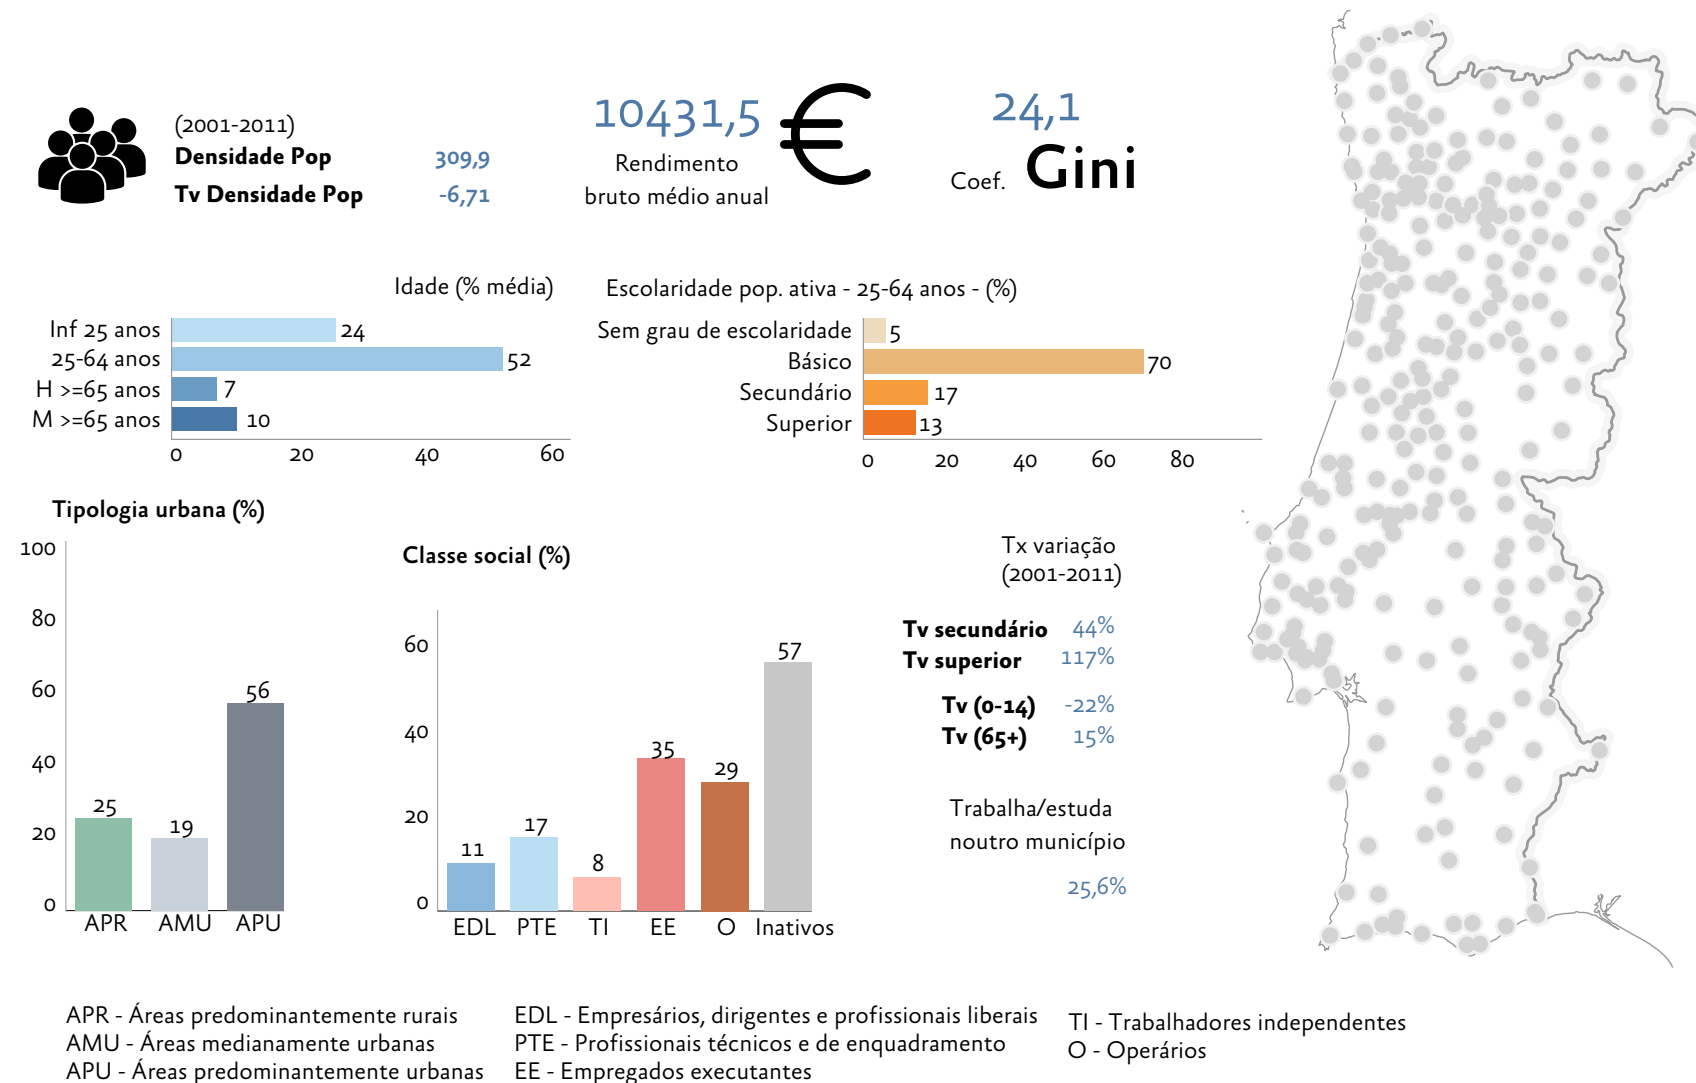 (2001-2011)
Densidade Pop 309,9
Tv Densidade Pop -6,71
10431,5
Rendimento
bruto médio anual
24,1
Coef. Gini
Idade (% média)
Inf 25 anos 24
25-64 anos 52
H >=65 anos 7
M >=65 anos 10
0 20 40 60
Escolaridade pop. ativa - 25-64 anos - (%)
Sem grau de escolaridade 5
Básico 70
Secundário 17
Superior 13
0 20 40 60 80
Tipologia urbana (%)
100
80
60
40
20
0
25
19
56
APR AMU APU
Classe social (%)
60
40
20
0
11
17
8
35
29
57
EDL PTE TI EE O Inativos
Tx variação
(2001-2011)
Tv secundário 44%
Tv superior 117%
Tv (0-14) -22%
Tv (65+) 15%
Trabalha/estuda
noutro município
25,6%
APR - Áreas predominantemente rurais
AMU - Áreas medianamente urbanas
APU - Áreas predominantemente urbanas
EDL - Empresários, dirigentes e profissionais liberais
PTE - Profissionais técnicos e de enquadramento
EE - Empregados executantes
TI - Trabalhadores independentes
O - Operários